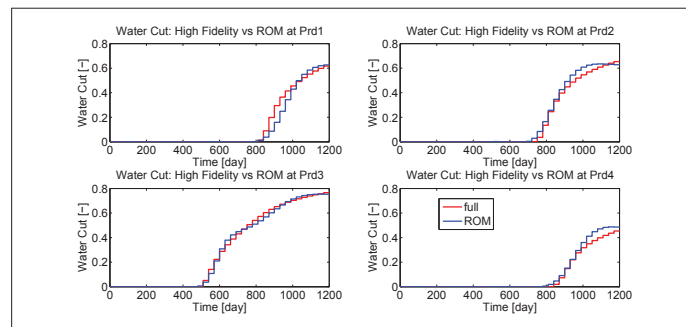 Water Cut: High Fidelity vs ROM at Prd1
0.8
0.6
0.4
0.2
0
Water Cut [−]
0 200 400 600 800 1000 1200
Time [day]
Water Cut: High Fidelity vs ROM at Prd2
0.8
0.6
0.4
0.2
0
Water Cut [−]
0 200 400 600 800 1000 1200
Time [day]
Water Cut: High Fidelity vs ROM at Prd3
0.8
0.6
0.4
0.2
0
Water Cut [−]
0 200 400 600 800 1000 1200
Time [day]
Water Cut: High Fidelity vs ROM at Prd4
0.8
0.6
0.4
0.2
0
Water Cut [−]
full
ROM
0 200 400 600 800 1000 1200
Time [day]